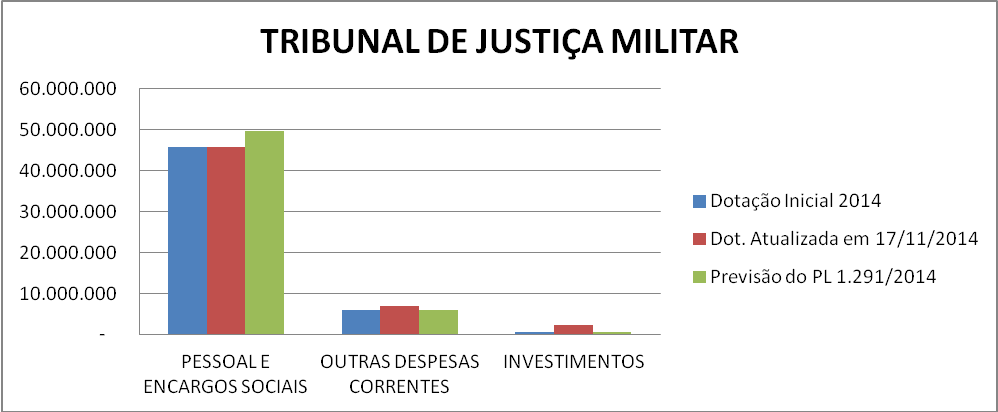 TRIBUNAL DE JUSTIÇA MILITAR
60.000.000
50.000.000
40.000.000
30.000.000
20.000.000
10.000.000
-
PESSOAL E
ENCARGOS SOCIAIS
OUTRAS DESPESAS
CORRENTES
INVESTIMENTOS
Dotação Inicial 2014
Dot. Atualizada em 17/11/2014
Previsão do PL 1.291/2014